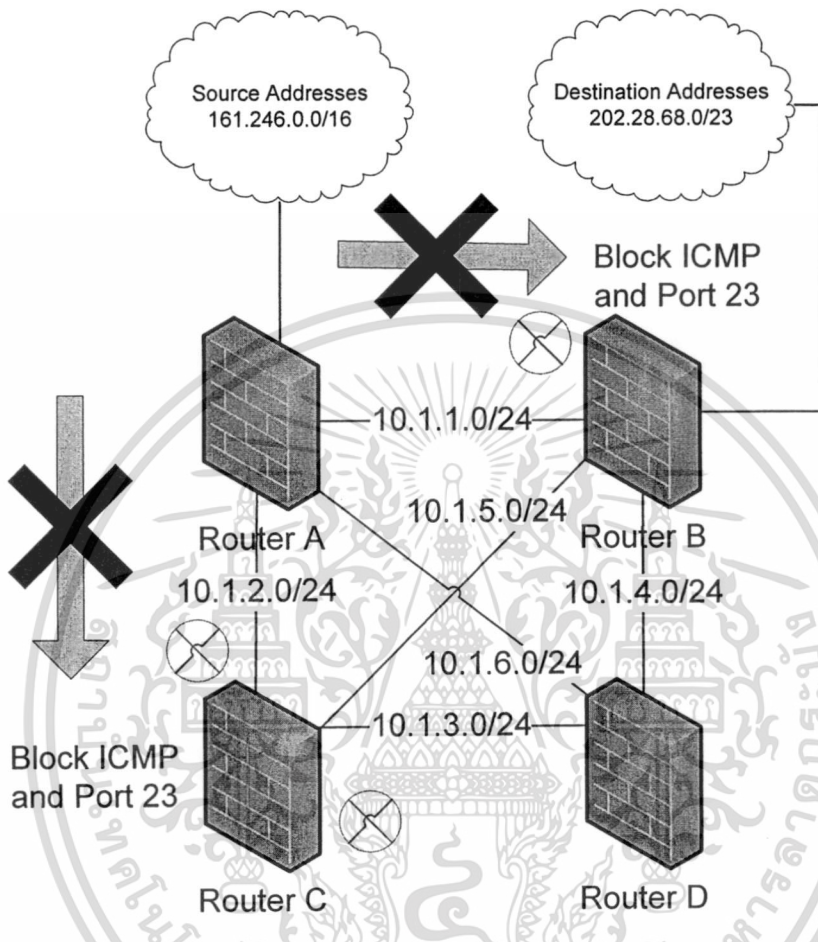 Source Addresses
161.246.0.0/16
Destination Addresses
202.28.68.0/23
Block ICMP
and Port 23
10.1.1.0/24
Router A
10.1.5.0/24
Router B
10.1.2.0/24
10.1.4.0/24
10.1.6.0/24
10.1.3.0/24
Block ICMP
and Port 23
Router C
Router D